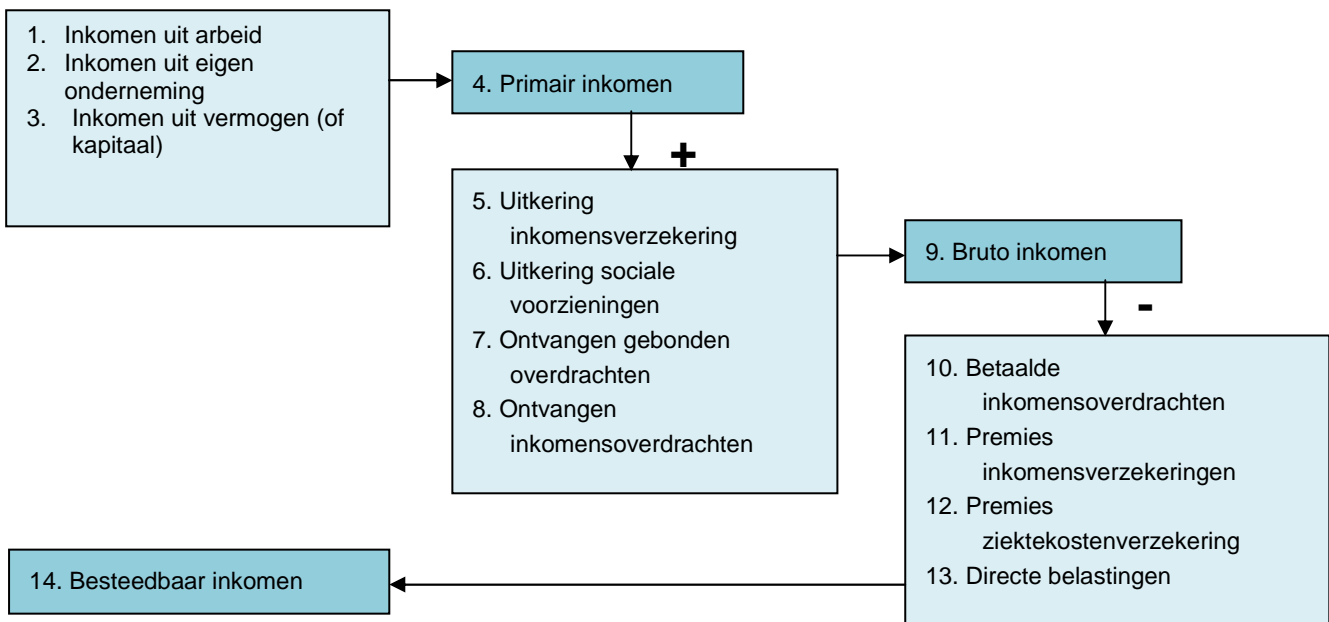 1. Inkomen uit arbeid
2. Inkomen uit eigen
onderneming
3. Inkomen uit vermogen (of
kapitaal)
4. Primair inkomen
+
5. Uitkering
inkomensverzekering
6. Uitkering sociale
voorzieningen
7. Ontvangen gebonden
overdrachten
8. Ontvangen
inkomensoverdrachten
9. Bruto inkomen
-
10. Betaalde
inkomensoverdrachten
11. Premies
inkomensverzekeringen
12. Premies
ziektekostenverzekering
13. Directe belastingen
14. Besteedbaar inkomen